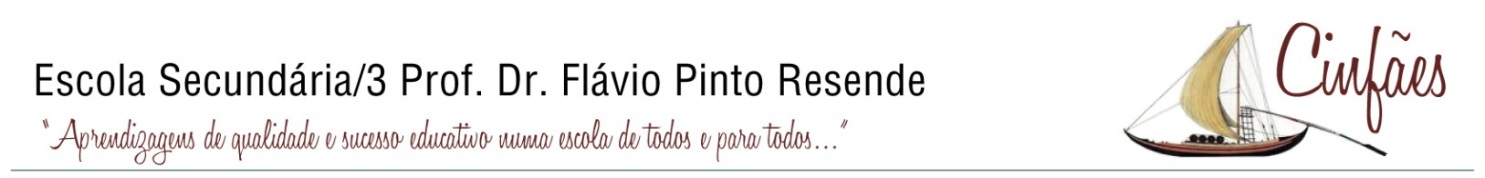 Escola Secundária/3 Prof. Dr. Flávio Pinto Resende
Cinfães
"Aprendizagens de qualidade e sucesso educativo numa escola de todos e para todos..."